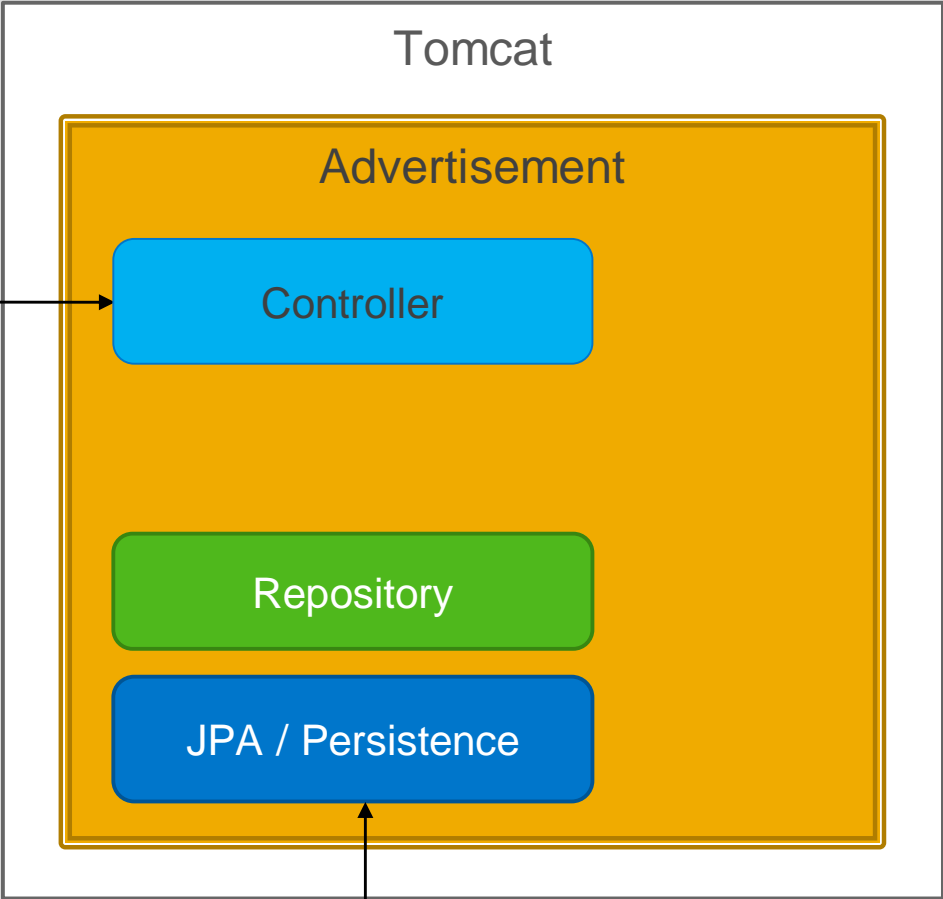 Tomcat
Advertisement
Controller
Repository
JPA / Persistence